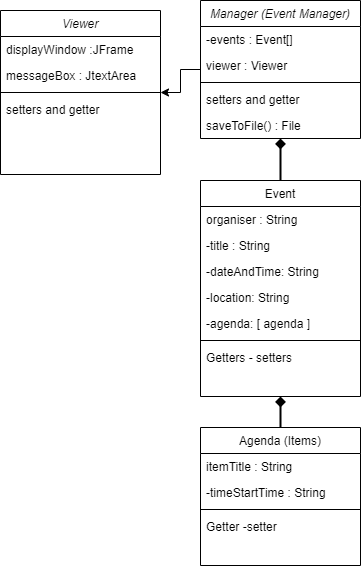 Viewer
displayWindow :JFrame
messageBox : JtextArea
setters and getter
Manager (Event Manager)
-events : Event[]
viewer : Viewer
setters and getter
saveToFile() : File
Event
organiser : String
-title : String
-dateAndTime: String
-location: String
-agenda: [ agenda ]
Getters - setters
Agenda (Items)
itemTitle : String
-timeStartTime : String
Getter -setter